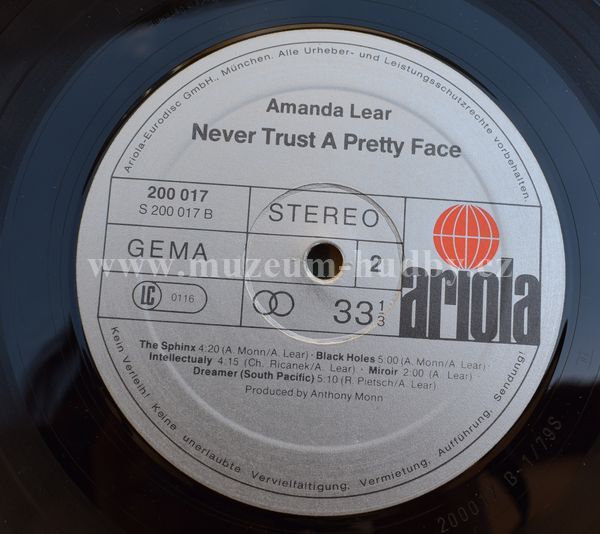 Ariola-Eurodisc GmbH., München. Alle Urheber- und Leistungsschutzrechte vorbehalten.
Amanda Lear
Never Trust A Pretty Face
200 017
S 200 017 B
STEREO
GEMA
2
LC 0116
33 1/3
ariola
www.muzeum-hudby.cz
The Sphinx 4:20 (A. Monn/A. Lear) · Black Holes 5:00 (A. Monn/A. Lear)
Intellectualy 4:15 (Ch. Ricanek/A. Lear) · Miroir 2:00 (A. Lear)
Dreamer (South Pacific) 5:10 (R. Pietsch/A. Lear)
Produced by Anthony Monn
Kein Verleih! Keine unerlaubte Vervielfältigung, Vermietung, Aufführung, Sendung!